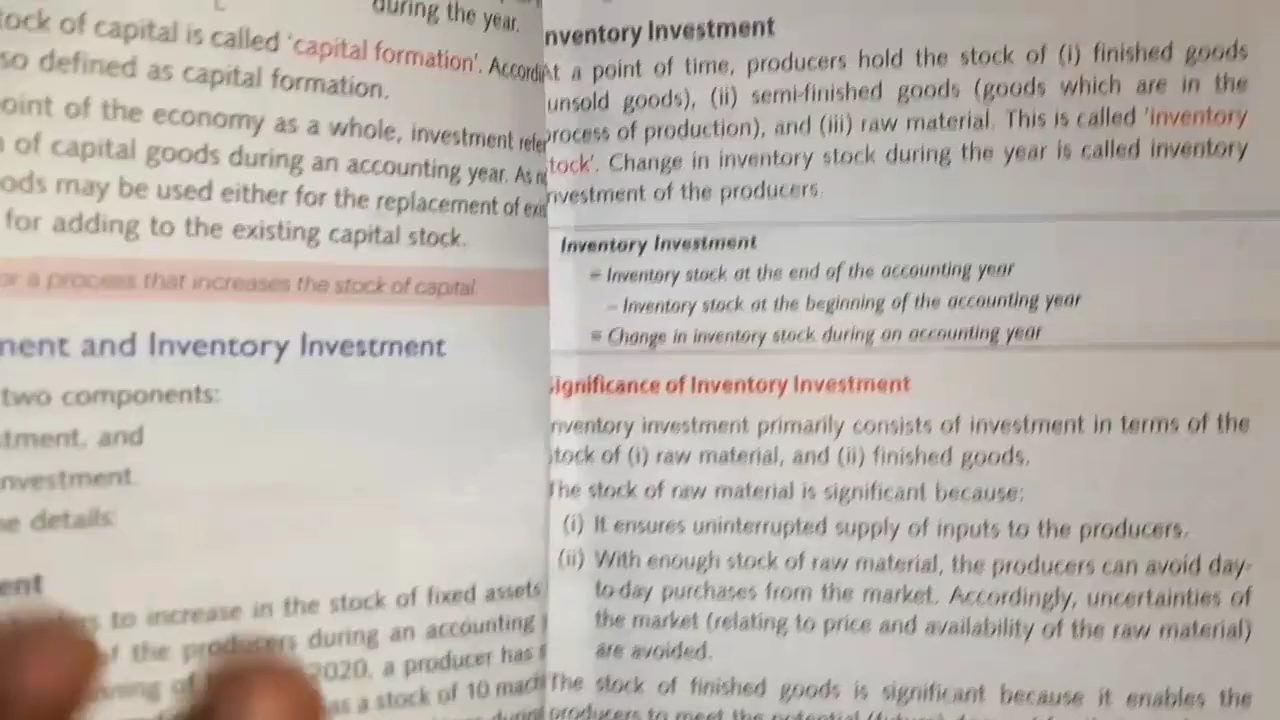 during the year.
tock of capital is called 'capital formation'. Accordi
so defined as capital formation.
oint of the economy as a whole, investment refe
of capital goods during an accounting year. As
ods may be used either for the replacement of exi
for adding to the existing capital stock.
or a process that increases the stock of capital
ment and Inventory Investment
two components:
tment, and
nvestment.
e details:
ent
to increase in the stock of fixed assets
f the producers during an accounting
2020, a producer has
as a stock of 10 mach
nventory Investment
At a point of time, producers hold the stock of (i) finished goods
unsold goods), (ii) semi-finished goods (goods which are in the
process of production), and (iii) raw material. This is called 'inventory
tock'. Change in inventory stock during the year is called inventory
nvestment of the producers.
Inventory Investment
= Inventory stock at the end of the accounting year
– Inventory stock at the beginning of the accounting year
= Change in inventory stock during an accounting year
ignificance of Inventory Investment
nventory investment primarily consists of investment in terms of the
tock of (i) raw material, and (ii) finished goods.
The stock of raw material is significant because:
(i) It ensures uninterrupted supply of inputs to the producers.
(ii) With enough stock of raw material, the producers can avoid day-
to-day purchases from the market. Accordingly, uncertainties of
the market (relating to price and availability of the raw material)
are avoided.
The stock of finished goods is significant because it enables the
producers to meet the potential (future)